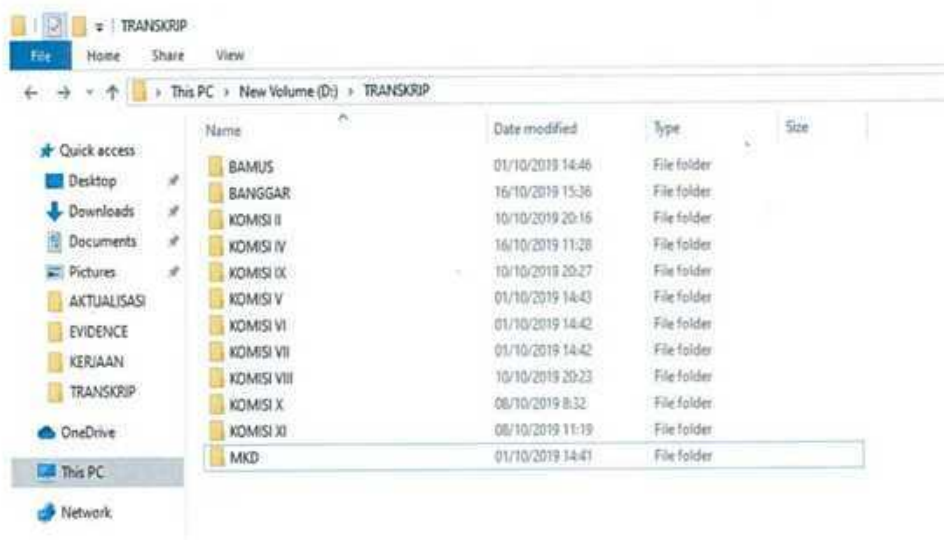 TRANSKRIP
File Home Share View
This PC > New Volume (D:) > TRANSKRIP
Name Date modified Type Size
Quick access
Desktop
Downloads
Documents
Pictures
AKTUALISASI
EVIDENCE
KERJAAN
TRANSKRIP
OneDrive
This PC
Network
BAMUS 01/10/2019 14:46 File folder
BANGGAR 16/10/2019 15:36 File folder
KOMISI II 10/10/2019 20:16 File folder
KOMISI IV 16/10/2019 11:28 File folder
KOMISI IX 10/10/2019 20:27 File folder
KOMISI V 01/10/2019 14:43 File folder
KOMISI VI 01/10/2019 14:42 File folder
KOMISI VII 01/10/2019 14:42 File folder
KOMISI VIII 10/10/2019 20:23 File folder
KOMISI X 08/10/2019 8:32 File folder
KOMISI XI 08/10/2019 11:19 File folder
MKD 01/10/2019 14:41 File folder